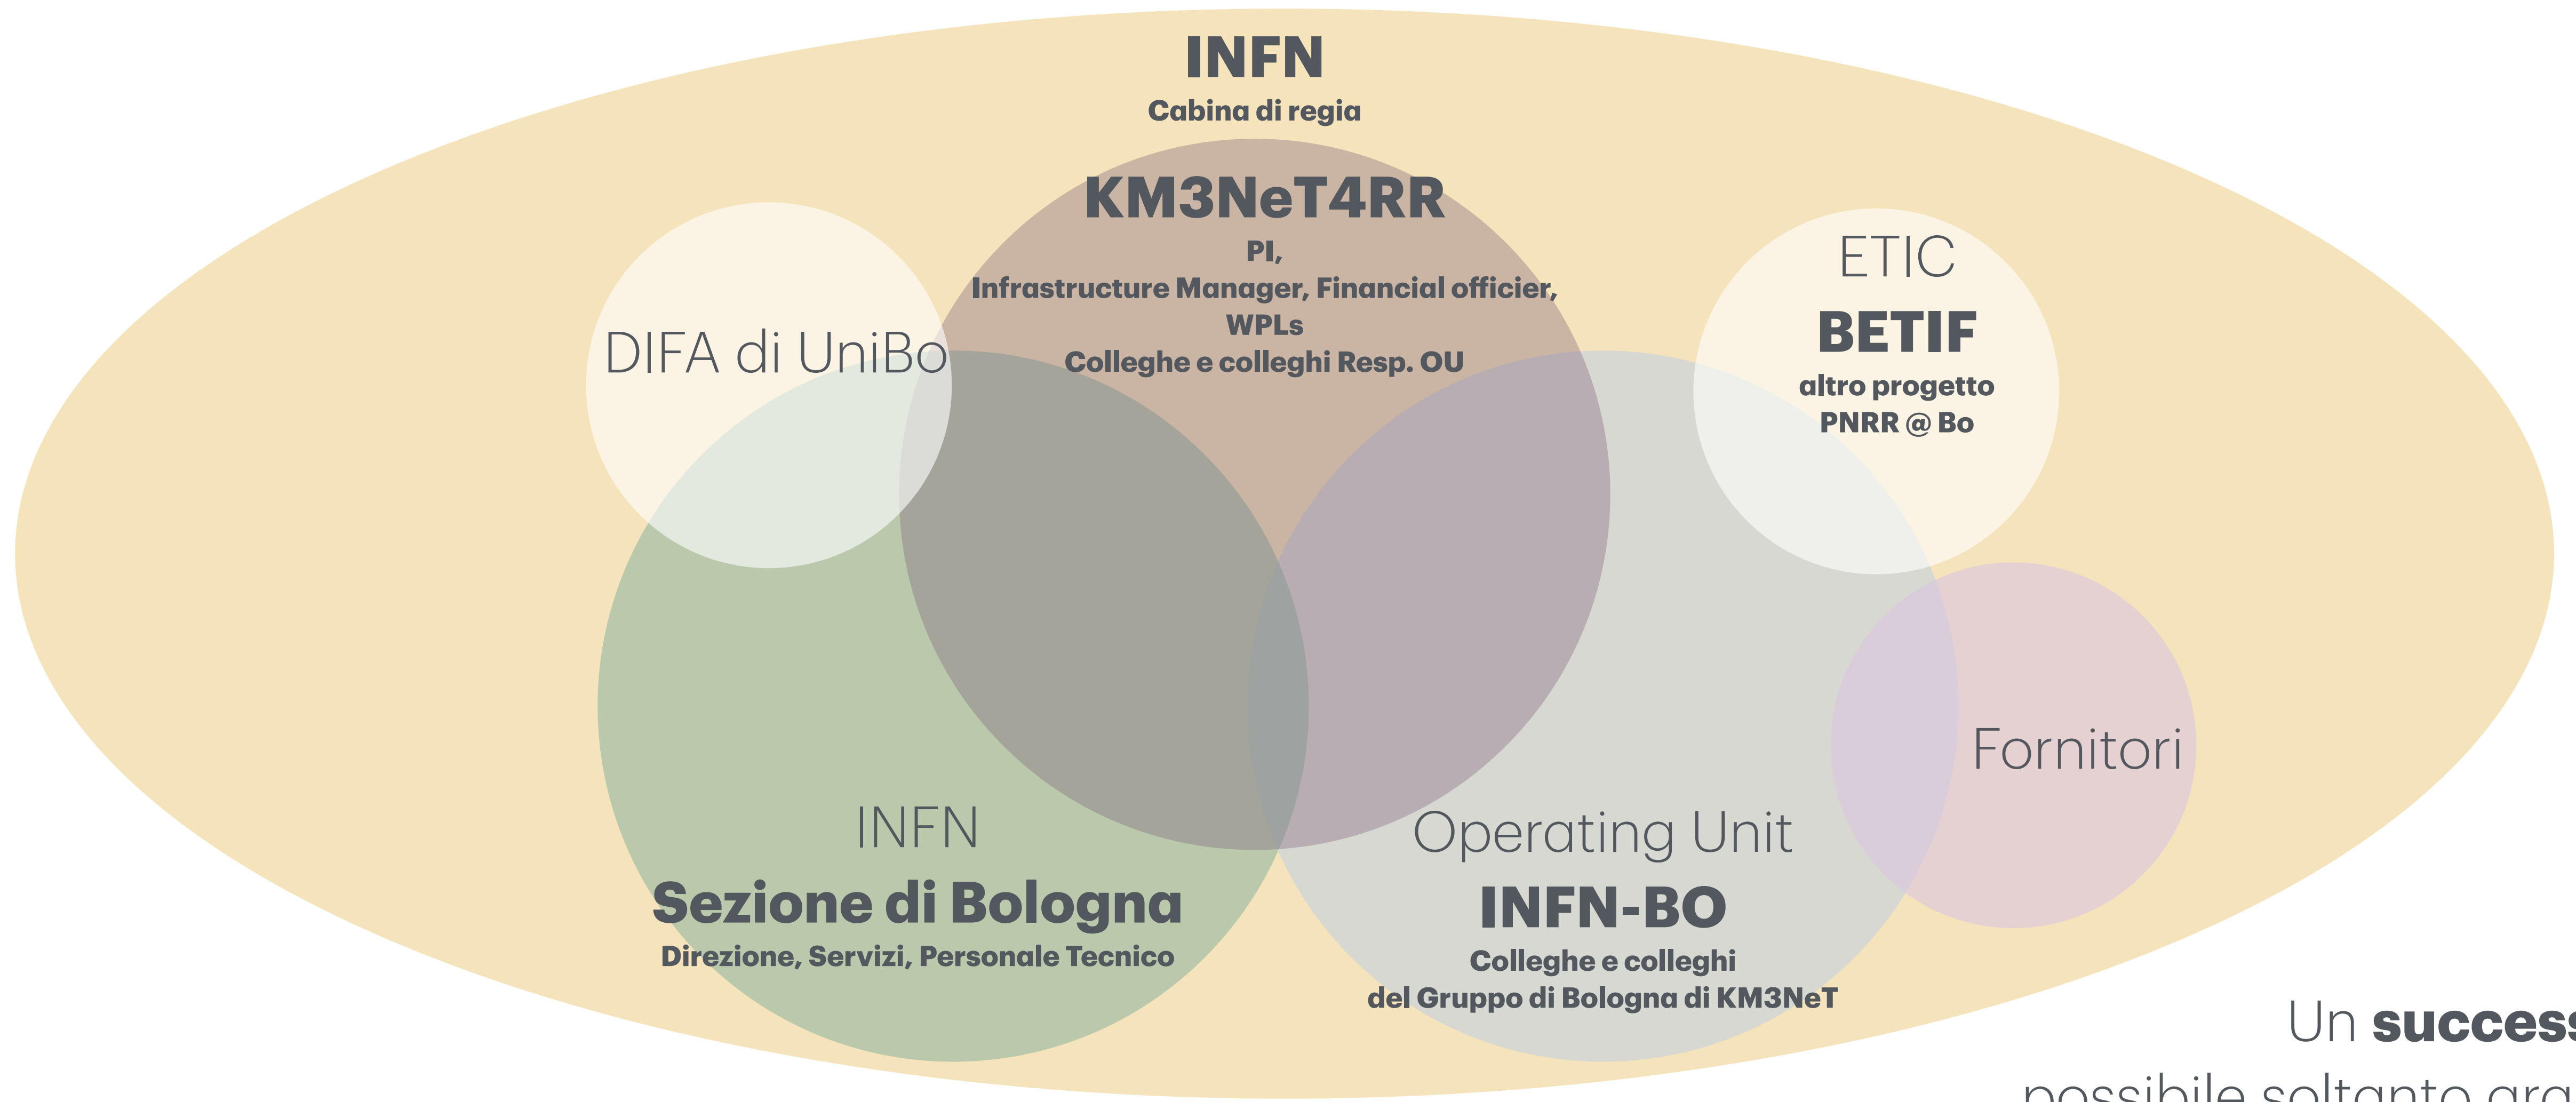 INFN
Cabina di regia
KM3NeT4RR
PI,
Infrastructure Manager, Financial officier,
WPLs
Colleghe e colleghi Resp. OU
DIFA di UniBo
ETIC
BETIF
altro progetto
PNRR @ Bo
Fornitori
INFN
Sezione di Bologna
Direzione, Servizi, Personale Tecnico
Operating Unit
INFN-BO
Colleghe e colleghi
del Gruppo di Bologna di KM3NeT
Un
possibile soltanto